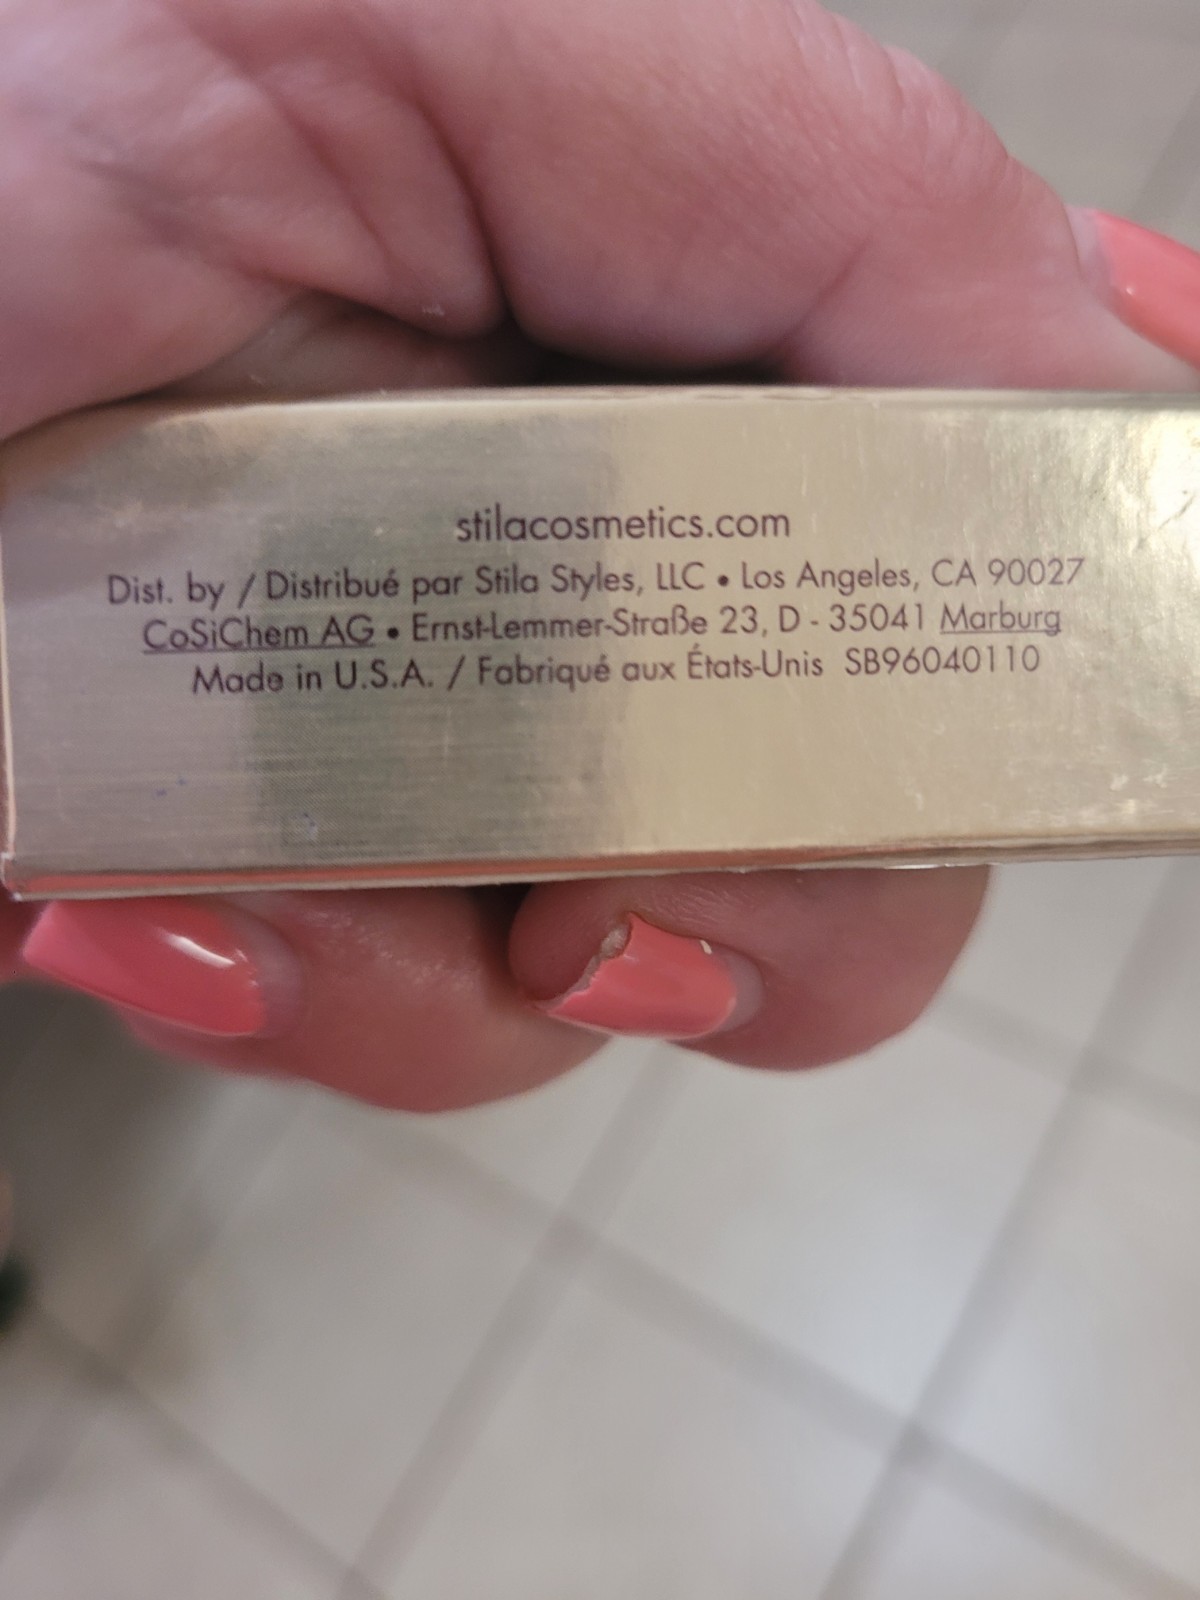 stilacosmetics.com
Dist. by / Distribué par Stila Styles, LLC • Los Angeles, CA 90027
CoSiChem AG • Ernst-Lemmer-Straße 23, D - 35041 Marburg
Made in U.S.A. / Fabriqué aux États-Unis SB96040110